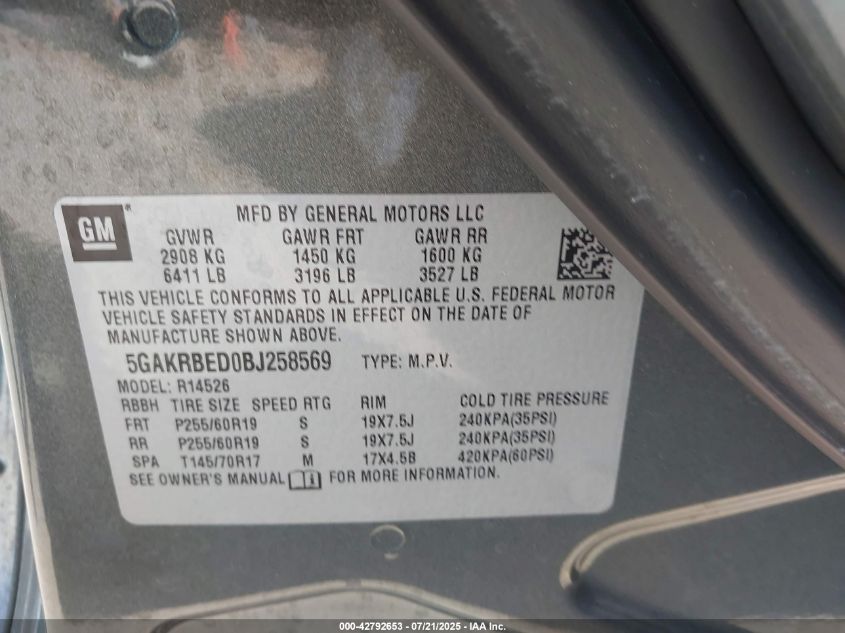 GM
MFD BY GENERAL MOTORS LLC
GVWR GAWR FRT GAWR RR
2908 KG 1450 KG 1600 KG
6411 LB 3196 LB 3527 LB
THIS VEHICLE CONFORMS TO ALL APPLICABLE U.S. FEDERAL MOTOR
VEHICLE SAFETY STANDARDS IN EFFECT ON THE DATE OF
MANUFACTURE SHOWN ABOVE.
5GAKRBED0BJ258569 TYPE: M.P.V.
MODEL: R14526
RBBH TIRE SIZE SPEED RTG RIM COLD TIRE PRESSURE
FRT P255/60R19 S 19X7.5J 240KPA(35PSI)
RR P255/60R19 S 19X7.5J 240KPA(35PSI)
SPA T145/70R17 M 17X4.5B 420KPA(60PSI)
SEE OWNER'S MANUAL FOR MORE INFORMATION.
000-42792653 - 07/21/2025 - IAA Inc.